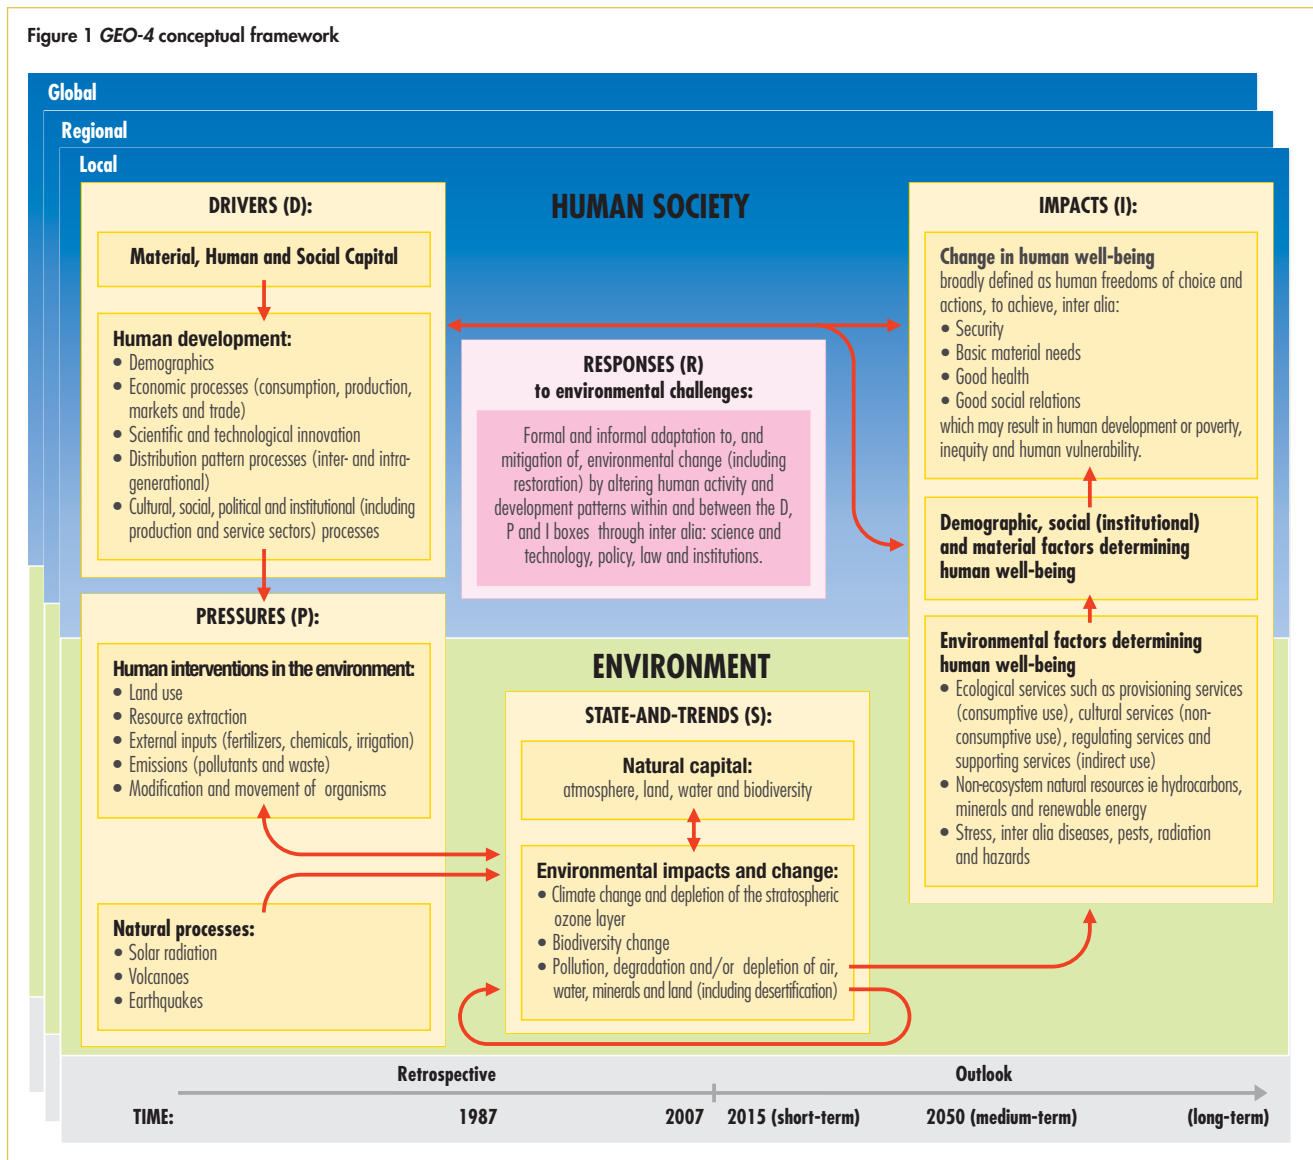 Figure 1 GEO-4 conceptual framework
Global
Regional
Local
HUMAN SOCIETY
DRIVERS (D):
Material, Human and Social Capital
Human development:
• Demographics
• Economic processes (consumption, production,
markets and trade)
• Scientific and technological innovation
• Distribution pattern processes (inter- and intra-
generational)
• Cultural, social, political and institutional (including
production and service sectors) processes
PRESSURES (P):
Human interventions in the environment:
• Land use
• Resource extraction
• External inputs (fertilizers, chemicals, irrigation)
• Emissions (pollutants and waste)
• Modification and movement of organisms
Natural processes:
• Solar radiation
• Volcanoes
• Earthquakes
RESPONSES (R)
to environmental challenges:
Formal and informal adaptation to, and
mitigation of, environmental change (including
restoration) by altering human activity and
development patterns within and between the D,
P and I boxes through inter alia: science and
technology, policy, law and institutions.
ENVIRONMENT
STATE-AND-TRENDS (S):
Natural capital:
atmosphere, land, water and biodiversity
Environmental impacts and change:
• Climate change and depletion of the stratospheric
ozone layer
• Biodiversity change
• Pollution, degradation and/or depletion of air,
water, minerals and land (including desertification)
IMPACTS (I):
Change in human well-being
broadly defined as human freedoms of choice and
actions, to achieve, inter alia:
• Security
• Basic material needs
• Good health
• Good social relations
which may result in human development or poverty,
inequity and human vulnerability.
Demographic, social (institutional)
and material factors determining
human well-being
Environmental factors determining
human well-being
• Ecological services such as provisioning services
(consumptive use), cultural services (non-
consumptive use), regulating services and
supporting services (indirect use)
• Non-ecosystem natural resources ie hydrocarbons,
minerals and renewable energy
• Stress, inter alia diseases, pests, radiation
and hazards
Retrospective
Outlook
TIME:
1987
2007
2015 (short-term)
2050 (medium-term)
(long-term)